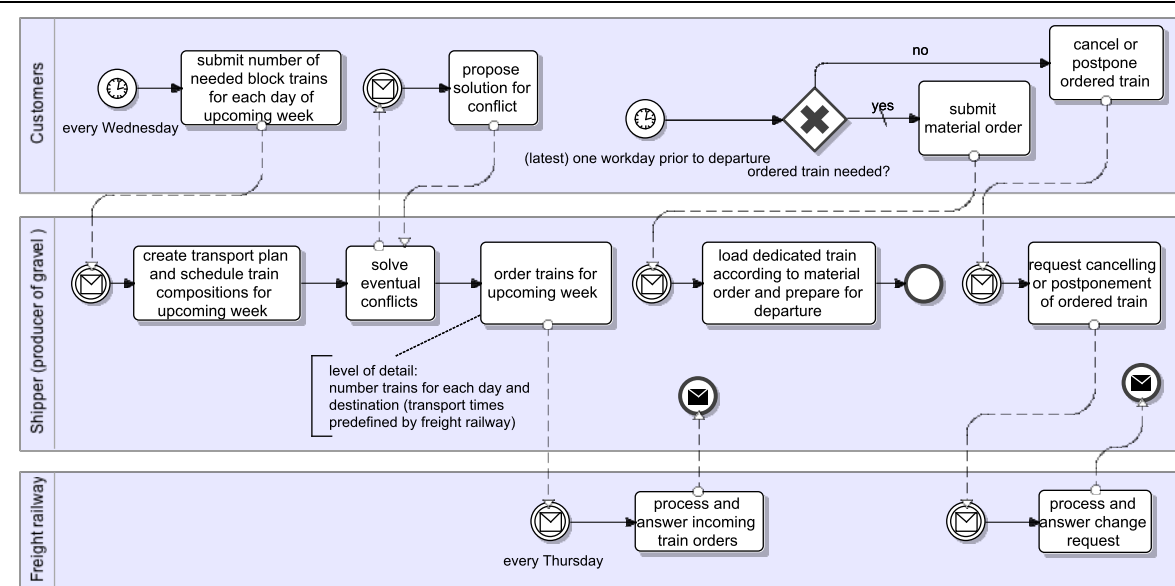 Customers
submit number of
needed block trains
for each day of
upcoming week
every Wednesday
propose
solution for
conflict
(latest) one workday prior to departure
ordered train needed?
no
yes
submit
material order
cancel or
postpone
ordered train
Shipper (producer of gravel )
create transport plan
and schedule train
compositions for
upcoming week
solve
eventual
conflicts
order trains for
upcoming week
level of detail:
number trains for each day and
destination (transport times
predefined by freight railway)
load dedicated train
according to material
order and prepare for
departure
request cancelling
or postponement
of ordered train
Freight railway
every Thursday
process and
answer incoming
train orders
process and
answer change
request